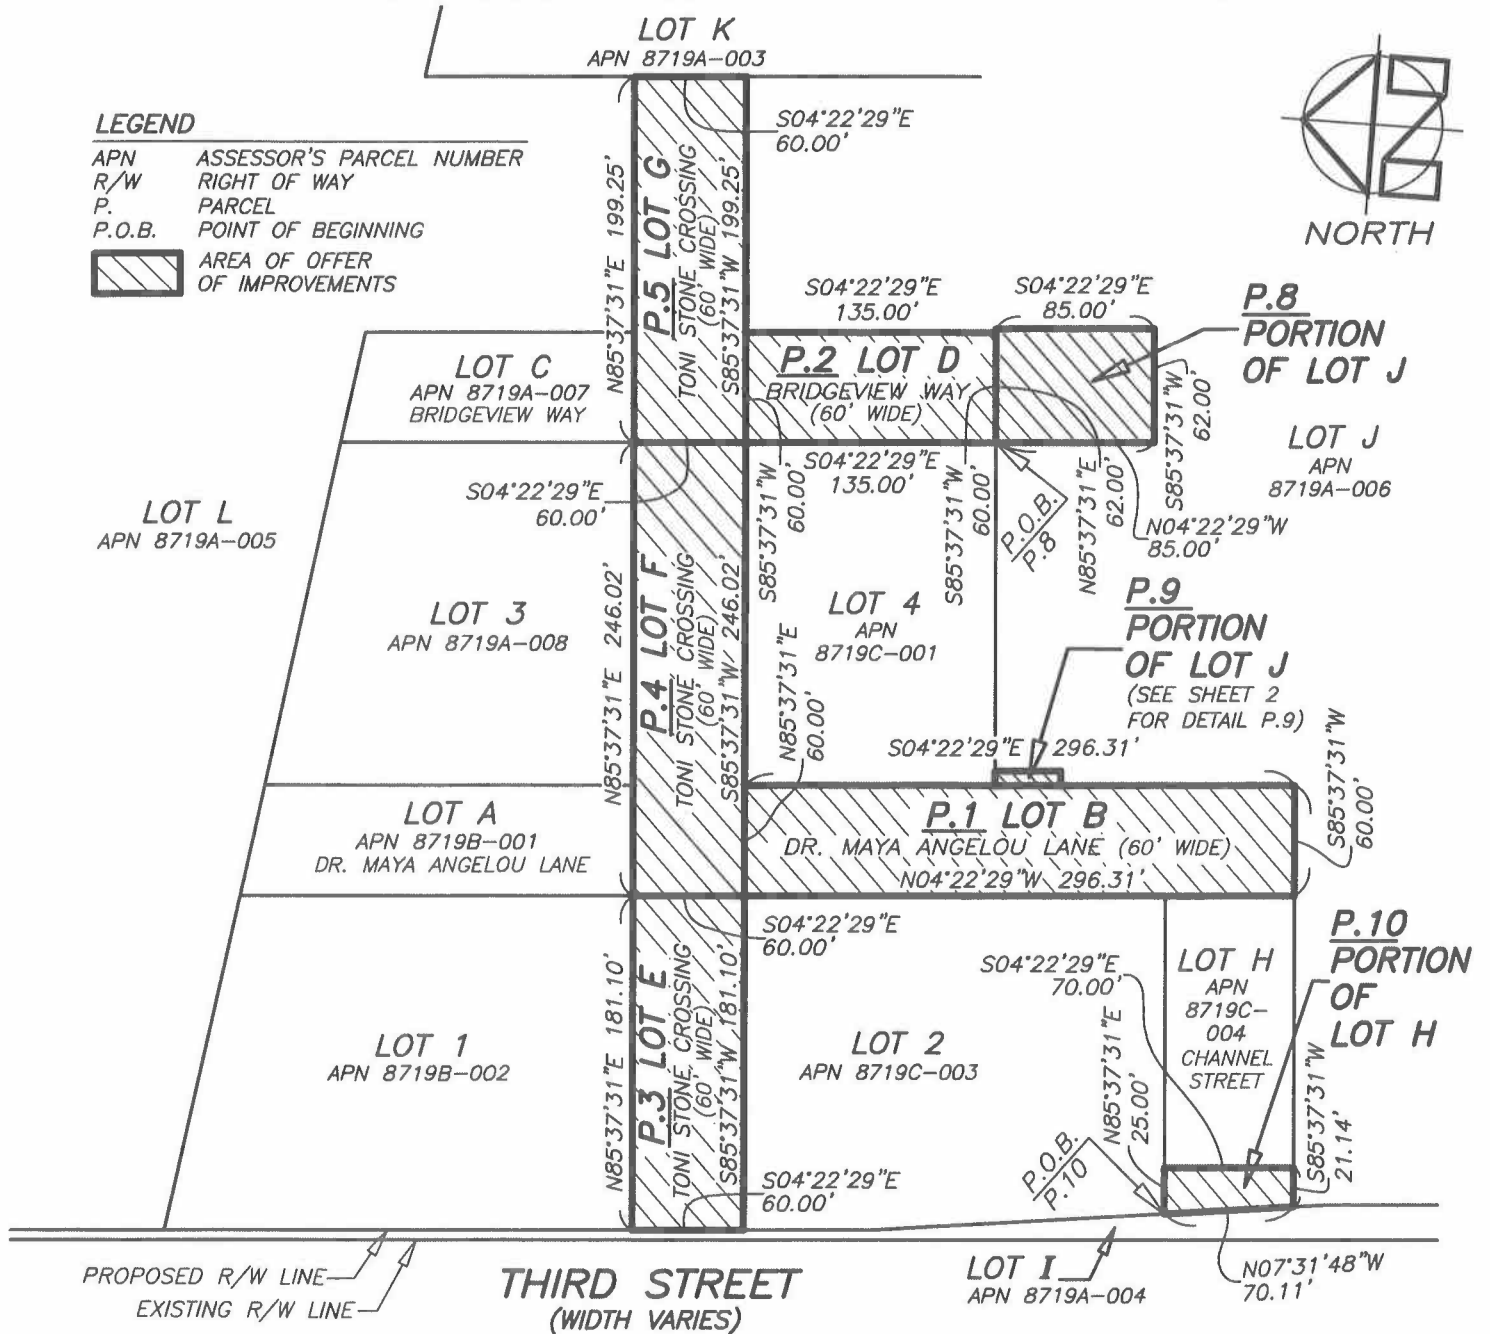 LOT K
APN 8719A-003
NORTH
LEGEND
APN ASSESSOR'S PARCEL NUMBER
R/W RIGHT OF WAY
P. PARCEL
P.O.B. POINT OF BEGINNING
AREA OF OFFER
OF IMPROVEMENTS
S04°22'29"E
60.00'
N85°37'31"E 199.25'
P.5 LOT G
TONI STONE CROSSING
(60' WIDE)
S85°37'31"W 199.25'
S04°22'29"E
135.00'
S04°22'29"E
85.00'
P.8
PORTION
OF LOT J
LOT C
APN 8719A-007
BRIDGEVIEW WAY
P.2 LOT D
BRIDGEVIEW WAY
(60' WIDE)
S85°37'31"W
62.00'
LOT J
APN
8719A-006
S04°22'29"E
60.00'
S85°37'31"W
60.00'
S04°22'29"E
135.00'
S85°37'31"W
60.00'
P.O.B.
P.8
N85°37'31"E
62.00'
N04°22'29"W
85.00'
LOT L
APN 8719A-005
LOT 3
APN 8719A-008
N85°37'31"E 246.02'
P.4 LOT F
TONI STONE CROSSING
(60' WIDE)
S85°37'31"W 246.02'
LOT 4
APN
8719C-001
N85°37'31"E
60.00'
P.9
PORTION
OF LOT J
(SEE SHEET 2
FOR DETAIL P.9)
S04°22'29"E 296.31'
S85°37'31"W
60.00'
LOT A
APN 8719B-001
DR. MAYA ANGELOU LANE
P.1 LOT B
DR. MAYA ANGELOU LANE (60' WIDE)
N04°22'29"W 296.31'
S04°22'29"E
60.00'
LOT 1
APN 8719B-002
N85°37'31"E 181.10'
P.3 LOT E
TONI STONE CROSSING
(60' WIDE)
S85°37'31"W 181.10'
LOT 2
APN 8719C-003
S04°22'29"E
70.00'
N85°37'31"E
25.00'
LOT H
APN
8719C-
004
CHANNEL
STREET
P.10
PORTION
OF
LOT H
S85°37'31"W
21.14'
P.O.B.
P.10
S04°22'29"E
60.00'
PROPOSED R/W LINE
EXISTING R/W LINE
THIRD STREET
(WIDTH VARIES)
LOT I
APN 8719A-004
N07°31'48"W
70.11'